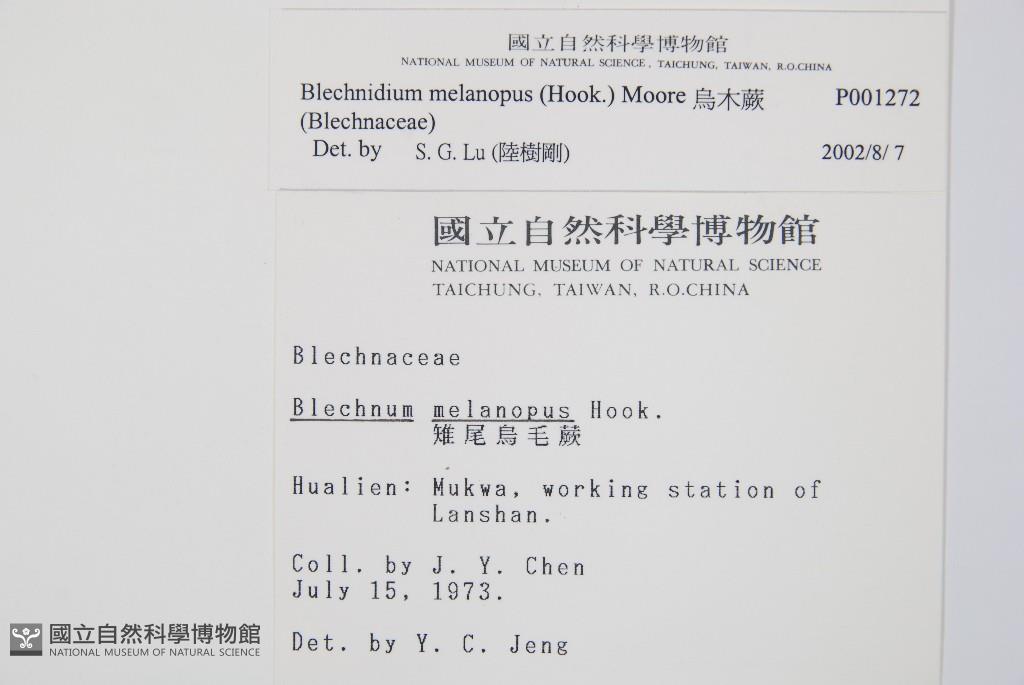 國立自然科學博物館
NATIONAL MUSEUM OF NATURAL SCIENCE, TAICHUNG, TAIWAN, R.O.CHINA
Blechnidium melanopus (Hook.) Moore 烏木蕨 P001272
(Blechnaceae)
Det. by S. G. Lu (陸樹剛) 2002/8/ 7
國立自然科學博物館
NATIONAL MUSEUM OF NATURAL SCIENCE
TAICHUNG, TAIWAN, R.O.CHINA
Blechnaceae
Blechnum melanopus Hook.
雉尾烏毛蕨
Hualien: Mukwa, working station of
Lanshan.
Coll. by J. Y. Chen
July 15, 1973.
Det. by Y. C. Jeng
國立自然科學博物館
NATIONAL MUSEUM OF NATURAL SCIENCE